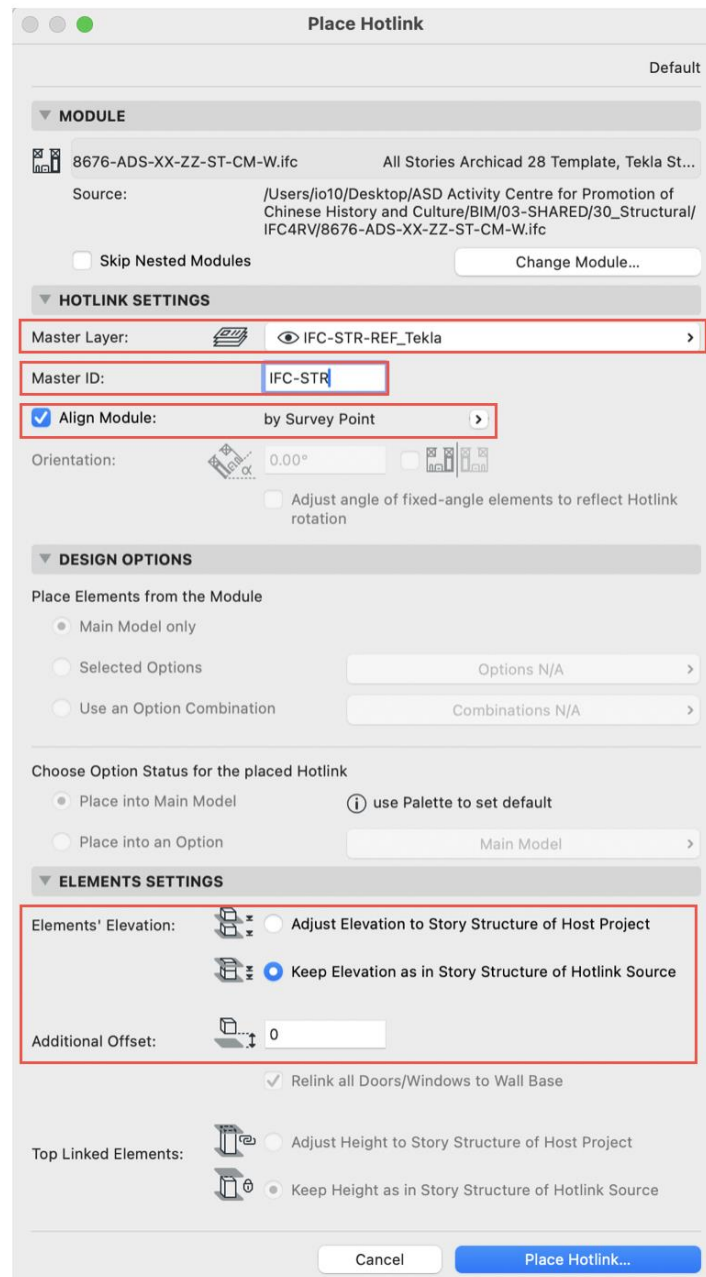 Place Hotlink
Default
MODULE
8676-ADS-XX-ZZ-ST-CM-W.ifc All Stories Archicad 28 Template, Tekla St...
Source: /Users/io10/Desktop/ASD Activity Centre for Promotion of
Chinese History and Culture/BIM/03-SHARED/30_Structural/
IFC4RV/8676-ADS-XX-ZZ-ST-CM-W.ifc
Skip Nested Modules Change Module...
HOTLINK SETTINGS
Master Layer: IFC-STR-REF_Tekla
Master ID: IFC-STR
Align Module: by Survey Point
Orientation: α 0.00°
Adjust angle of fixed-angle elements to reflect Hotlink
rotation
DESIGN OPTIONS
Place Elements from the Module
Main Model only
Selected Options Options N/A
Use an Option Combination Combinations N/A
Choose Option Status for the placed Hotlink
Place into Main Model use Palette to set default
Place into an Option Main Model
ELEMENTS SETTINGS
Elements' Elevation: Adjust Elevation to Story Structure of Host Project
Keep Elevation as in Story Structure of Hotlink Source
Additional Offset: 0
Relink all Doors/Windows to Wall Base
Top Linked Elements: Adjust Height to Story Structure of Host Project
Keep Height as in Story Structure of Hotlink Source
Cancel Place Hotlink...